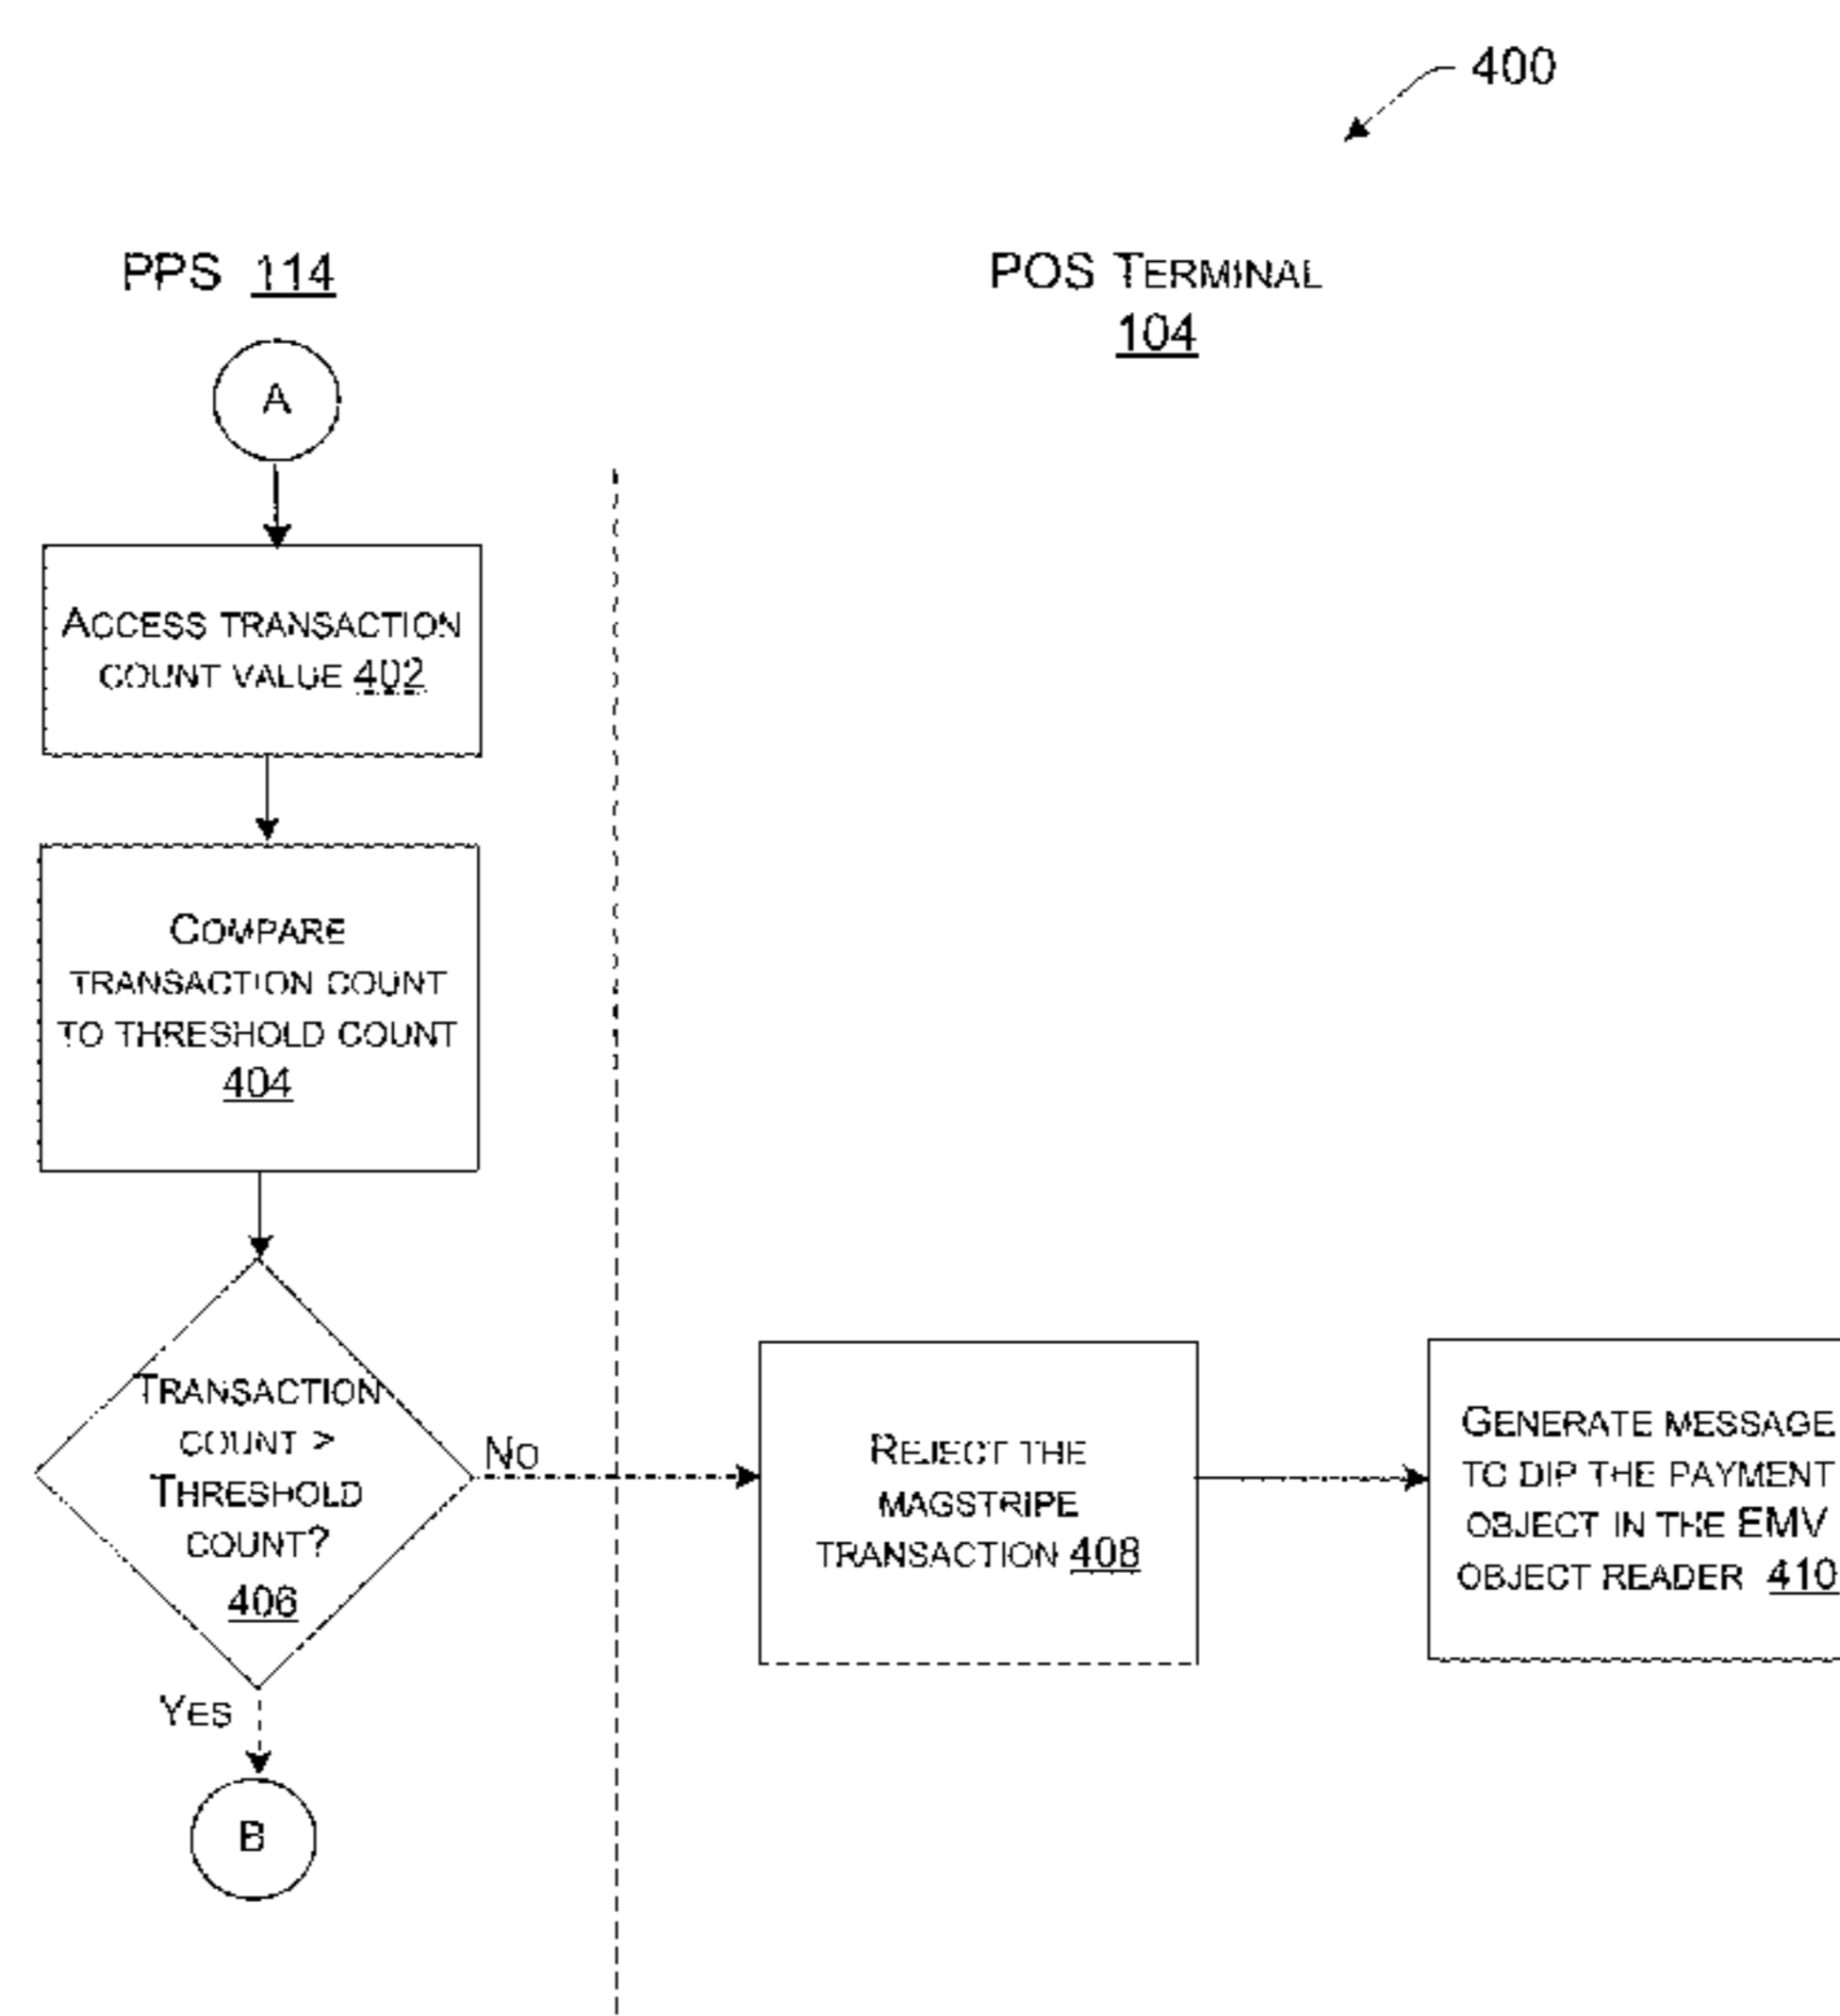 400
PPS 114
POS TERMINAL
104
A
ACCESS TRANSACTION
COUNT VALUE 402
COMPARE
TRANSACTION COUNT
TO THRESHOLD COUNT
404
TRANSACTION
COUNT >
THRESHOLD
COUNT?
406
NO
YES
B
REJECT THE
MAGSTRIPE
TRANSACTION 408
GENERATE MESSAGE
TO DIP THE PAYMENT
OBJECT IN THE EMV
OBJECT READER 410